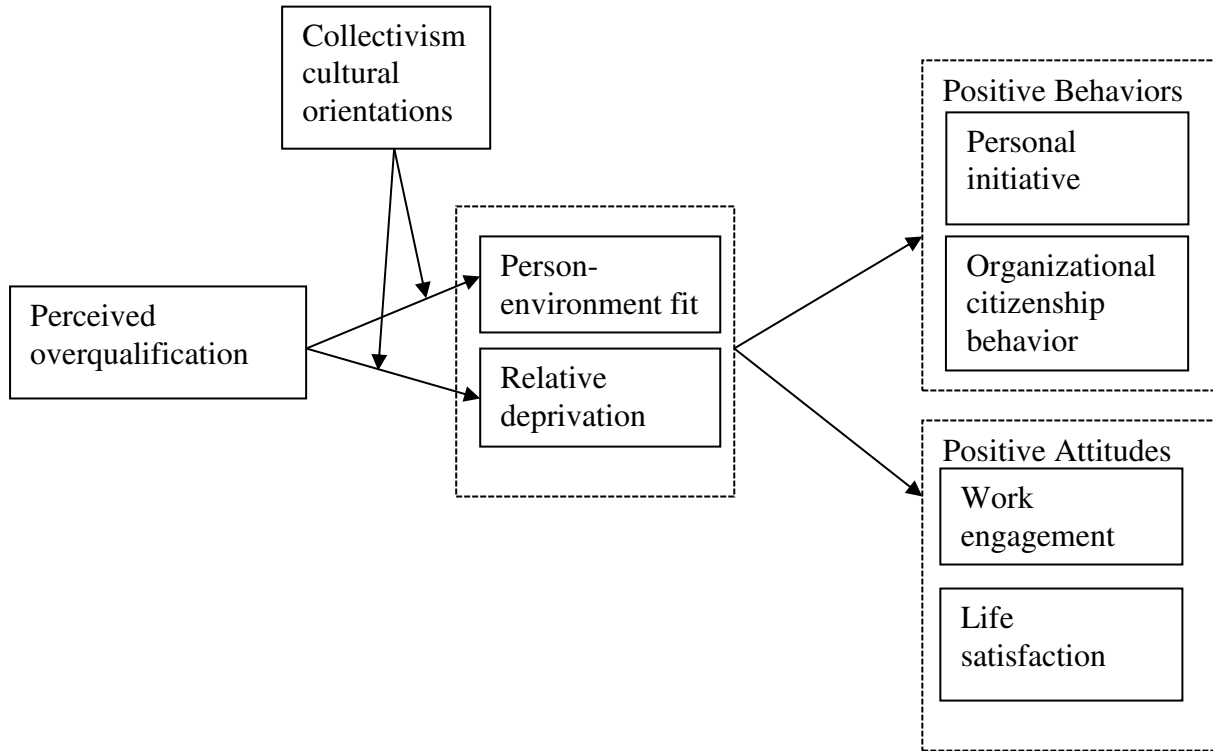 Collectivism
cultural
orientations
Perceived
overqualification
Person-
environment fit
Relative
deprivation
Positive Behaviors
Personal
initiative
Organizational
citizenship
behavior
Positive Attitudes
Work
engagement
Life
satisfaction